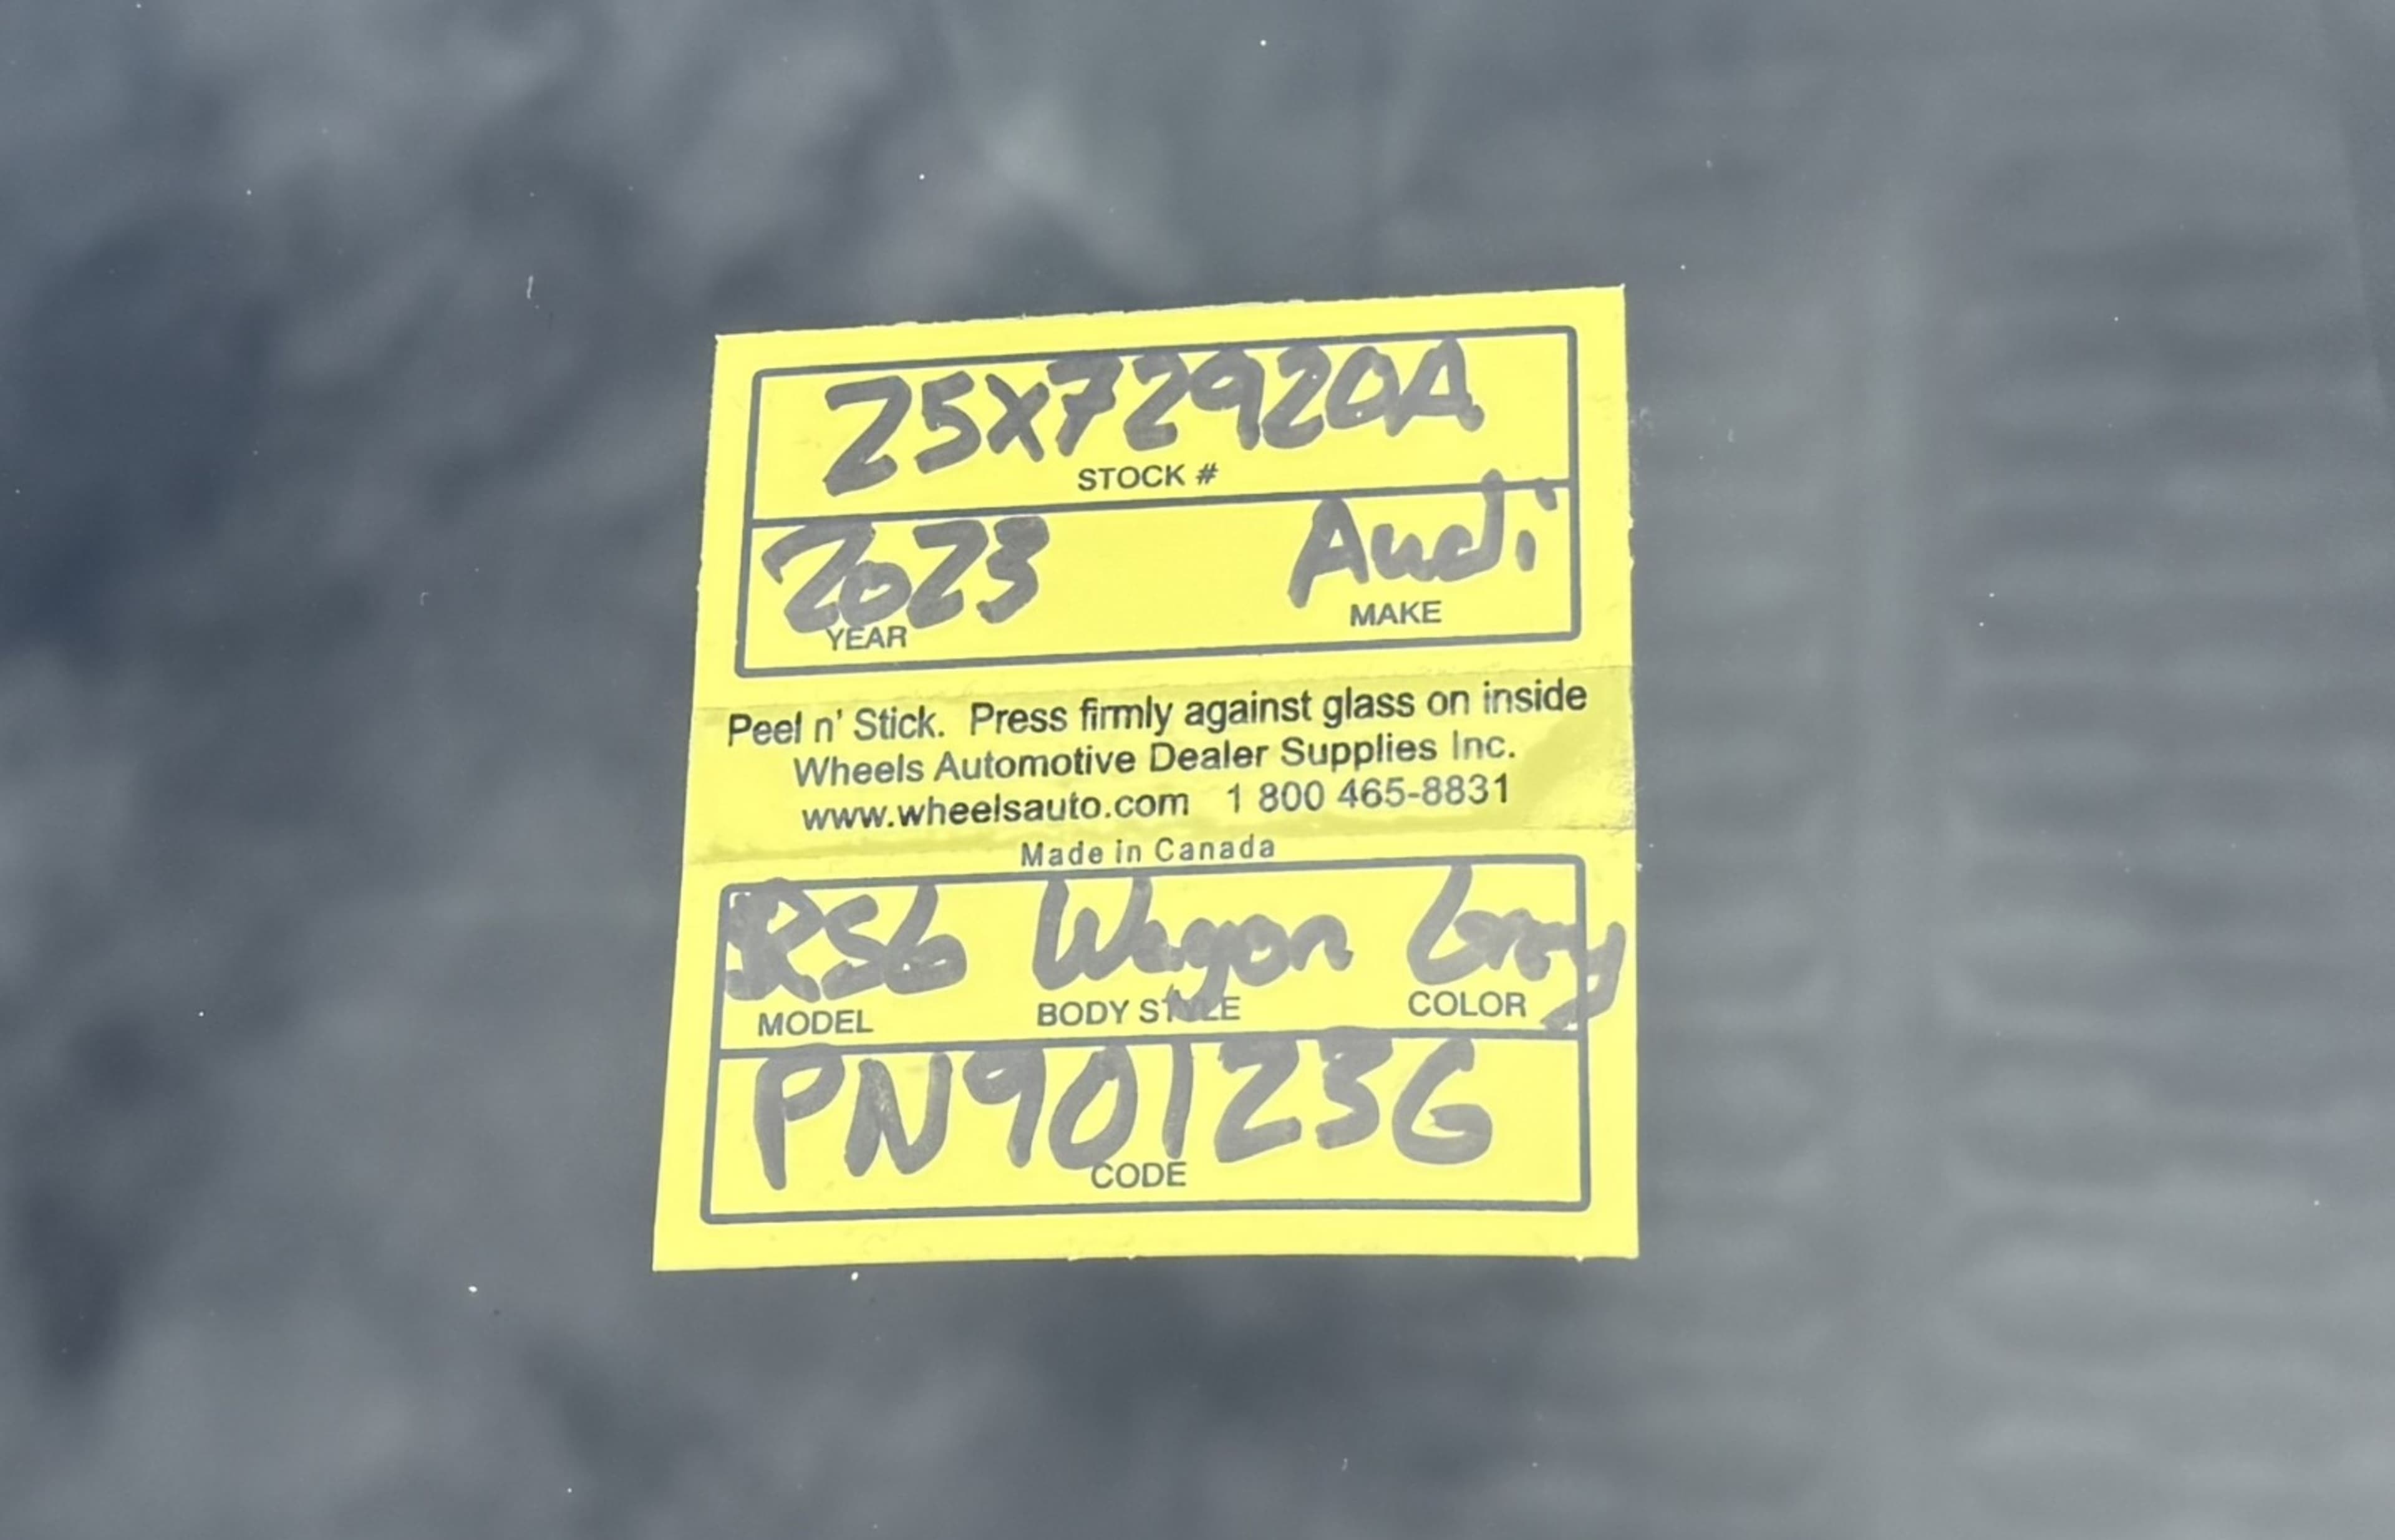 25X72920A
STOCK #
2023 Audi
YEAR MAKE
Peel n' Stick. Press firmly against glass on inside
Wheels Automotive Dealer Supplies Inc.
www.wheelsauto.com 1 800 465-8831
Made in Canada
RS6 Wagon Grey
MODEL BODY STYLE COLOR
PN901236
CODE